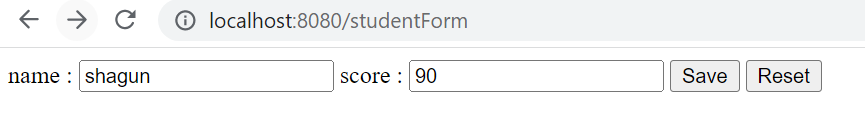 localhost:8080/studentForm
name : shagun score : 90 Save Reset